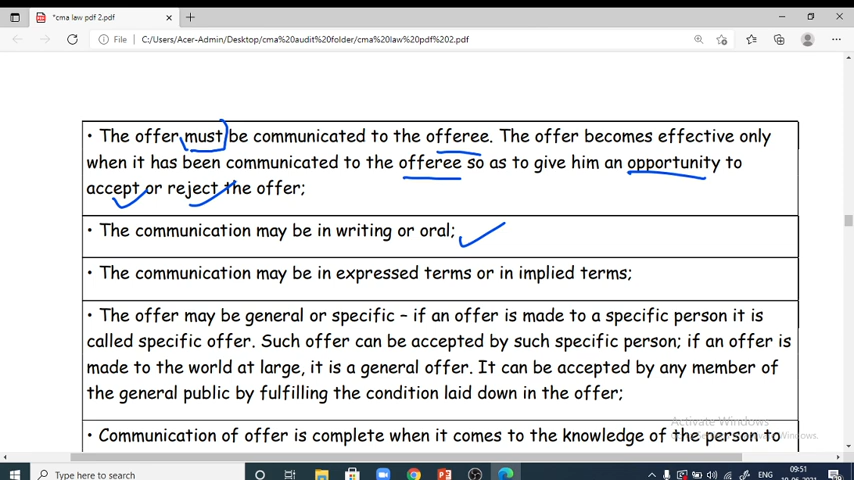 *cma law pdf 2.pdf
File
C:/Users/Acer-Admin/Desktop/cma%20audit%20folder/cma%20law%20pdf%202.pdf
• The offer must be communicated to the offeree. The offer becomes effective only
when it has been communicated to the offeree so as to give him an opportunity to
accept or reject the offer;
• The communication may be in writing or oral;
• The communication may be in expressed terms or in implied terms;
• The offer may be general or specific – if an offer is made to a specific person it is
called specific offer. Such offer can be accepted by such specific person; if an offer is
made to the world at large, it is a general offer. It can be accepted by any member of
the general public by fulfilling the condition laid down in the offer;
Activate Windows
• Communication of offer is complete when it comes to the knowledge of the person to
Type here to search
ENG
09:51